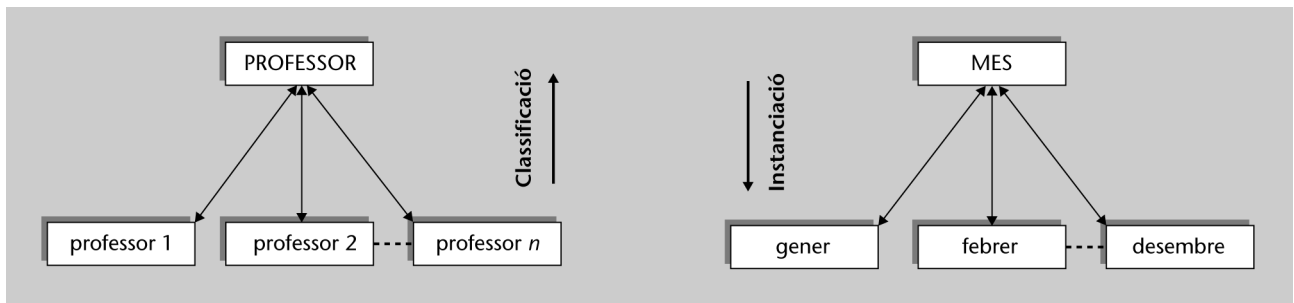 PROFESSOR
MES
Classificació
Instanciació
professor 1
professor 2
professor n
gener
febrer
desembre